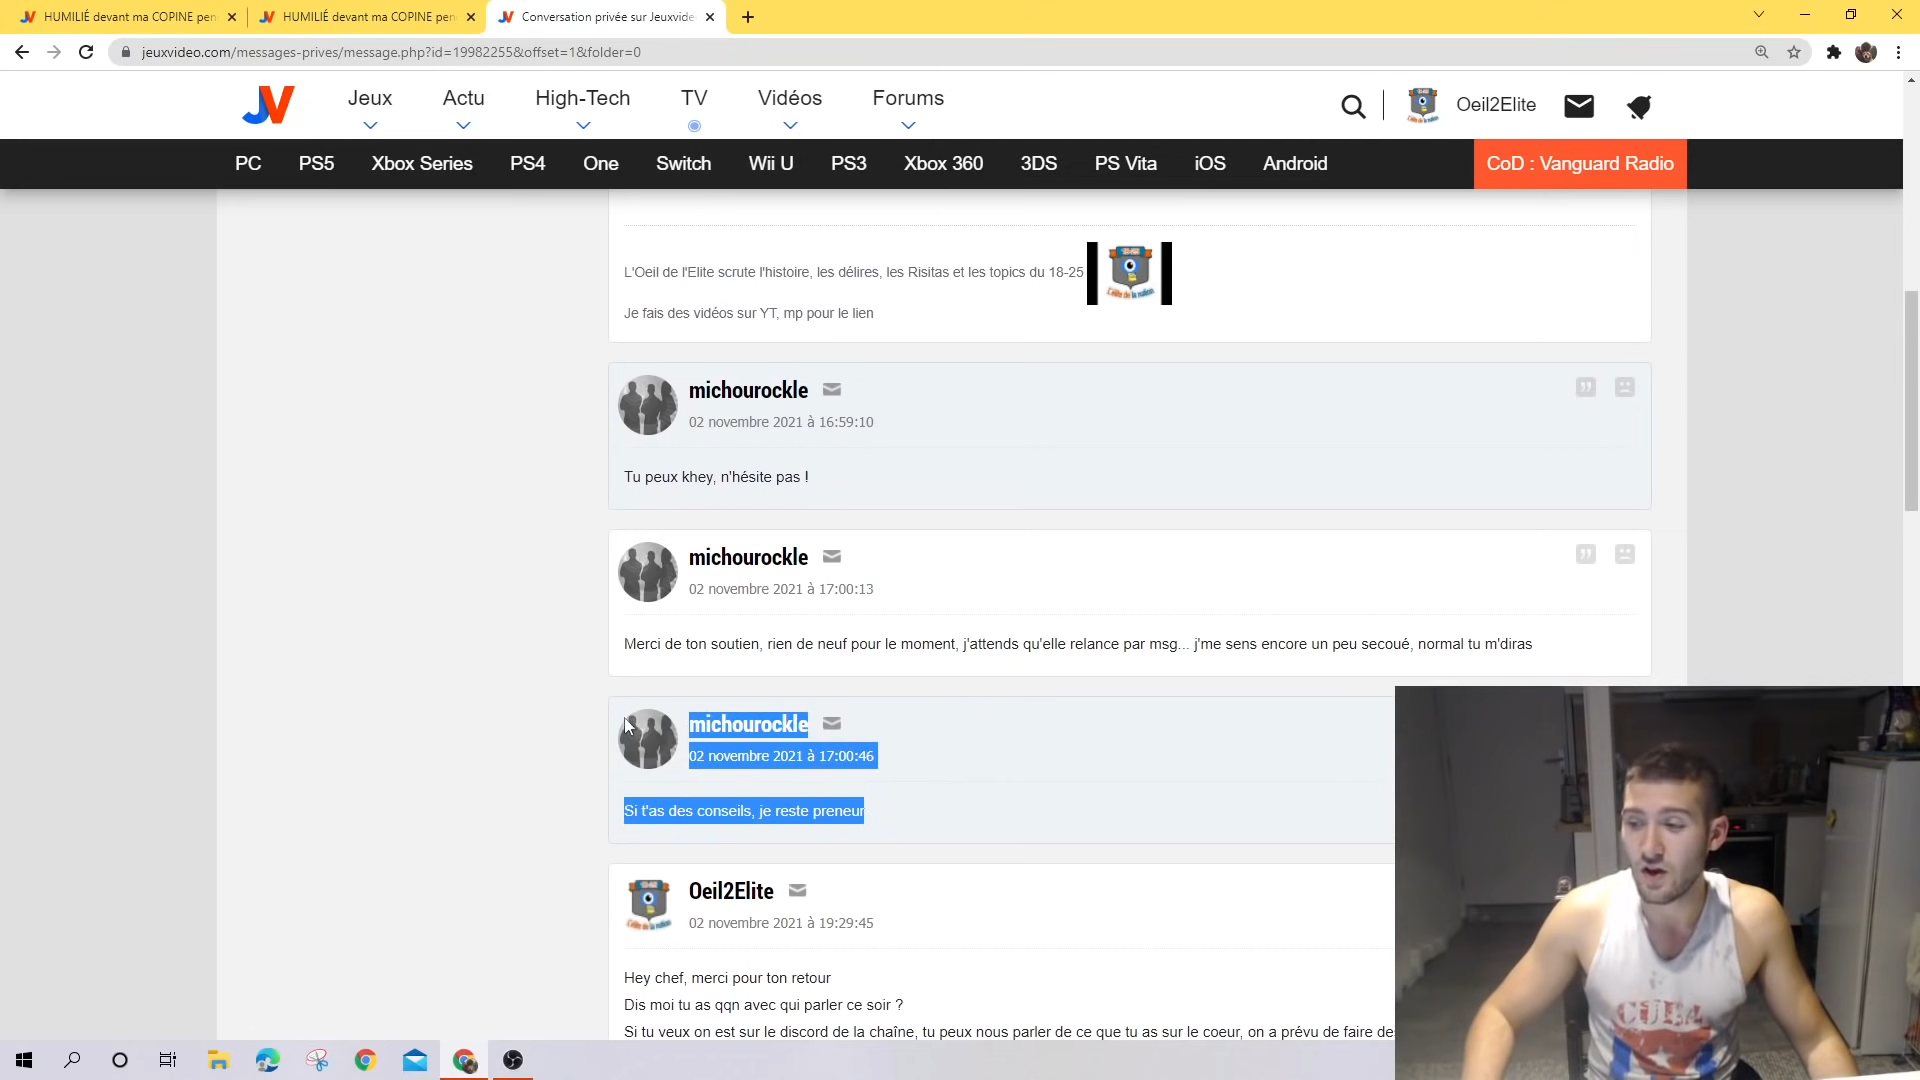 HUMILIÉ devant ma COPINE pen
HUMILIÉ devant ma COPINE pen
Conversation privée sur Jeuxvide
jeuxvideo.com/messages-prives/message.php?id=19982255&offset=1&folder=0
JV
Jeux
Actu
High-Tech
TV
Vidéos
Forums
Oeil2Elite
PC
PS5
Xbox Series
PS4
One
Switch
Wii U
PS3
Xbox 360
3DS
PS Vita
iOS
Android
CoD : Vanguard Radio
L'Oeil de l'Elite scrute l'histoire, les délires, les Risitas et les topics du 18-25
Je fais des vidéos sur YT, mp pour le lien
michourockle
02 novembre 2021 à 16:59:10
Tu peux khey, n'hésite pas !
michourockle
02 novembre 2021 à 17:00:13
Merci de ton soutien, rien de neuf pour le moment, j'attends qu'elle relance par msg... j'me sens encore un peu secoué, normal tu m'diras
michourockle
02 novembre 2021 à 17:00:46
Si t'as des conseils, je reste preneur
Oeil2Elite
02 novembre 2021 à 19:29:45
Hey chef, merci pour ton retour
Dis moi tu as qqn avec qui parler ce soir ?
Si tu veux on est sur le discord de la chaîne, tu peux nous parler de ce que tu as sur le coeur, on a prévu de faire des
CUBA